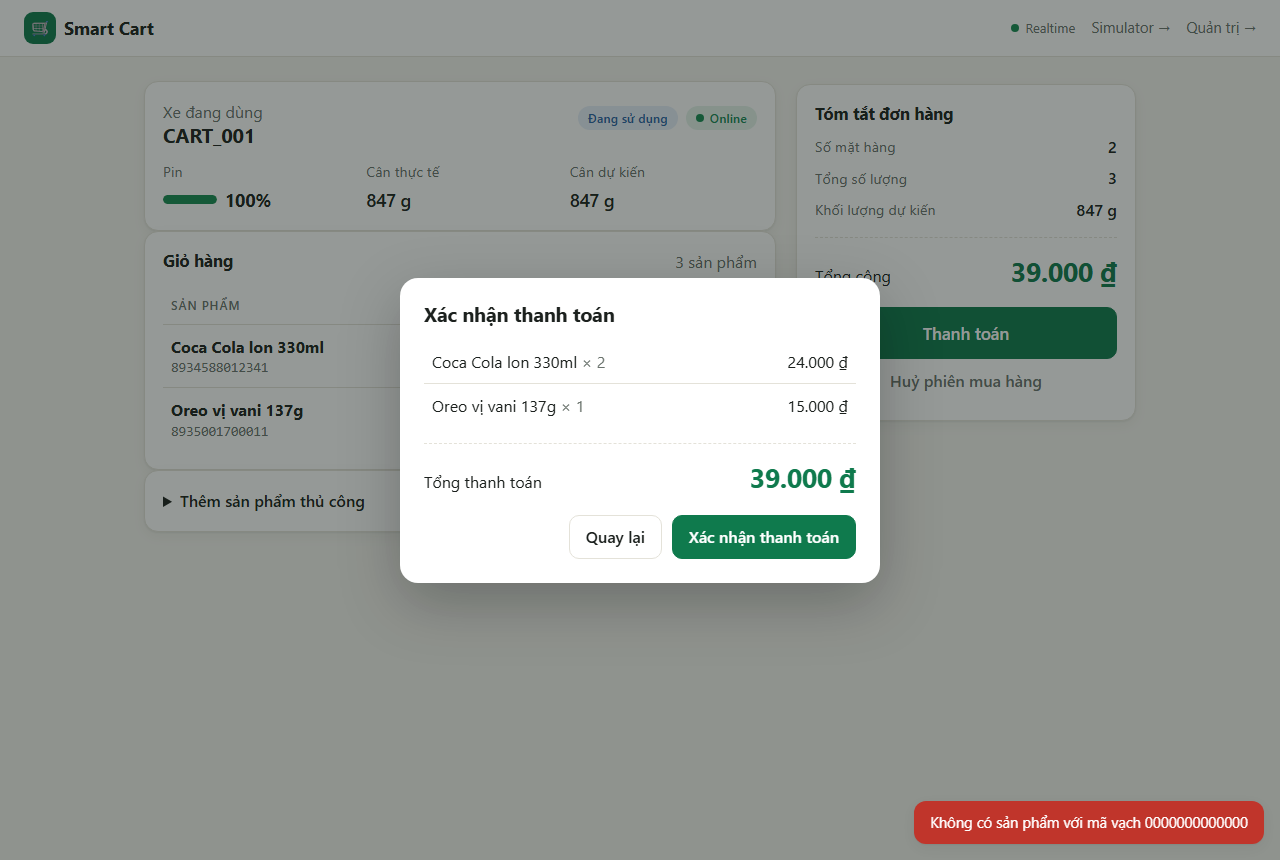 Smart Cart
Realtime
Simulator →
Quản trị →
Xe đang dùng
CART_001
Đang sử dụng
Online
Pin
Cân thực tế
Cân dự kiến
100%
847 g
847 g
Giỏ hàng
3 sản phẩm
SẢN PHẨM
Coca Cola lon 330ml
8934588012341
Oreo vị vani 137g
8935001700011
▶ Thêm sản phẩm thủ công
Tóm tắt đơn hàng
Số mặt hàng 2
Tổng số lượng 3
Khối lượng dự kiến 847 g
Tổng cộng 39.000 ₫
Thanh toán
Huỷ phiên mua hàng
Xác nhận thanh toán
Coca Cola lon 330ml × 2 24.000 ₫
Oreo vị vani 137g × 1 15.000 ₫
Tổng thanh toán 39.000 ₫
Quay lại
Xác nhận thanh toán
Không có sản phẩm với mã vạch 0000000000000